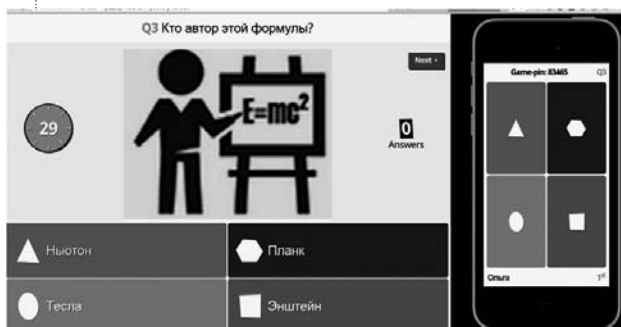 Q3 Кто автор этой формулы?
Next ›
29
E=mc²
0
Answers
Ньютон
Планк
Тесла
Энштейн
Game-pin: 83465 Q3
Ольга 1st